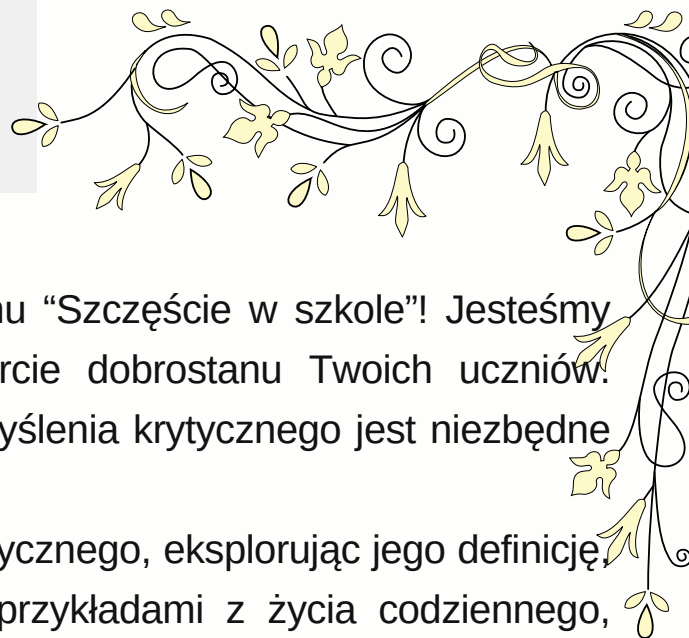 nu “Szczęście w szkole”! Jesteśmy
rcie dobrostanu Twoich uczniów.
yślenia krytycznego jest niezbędne
ycznego, eksplorując jego definicję,
przykładami z życia codziennego,